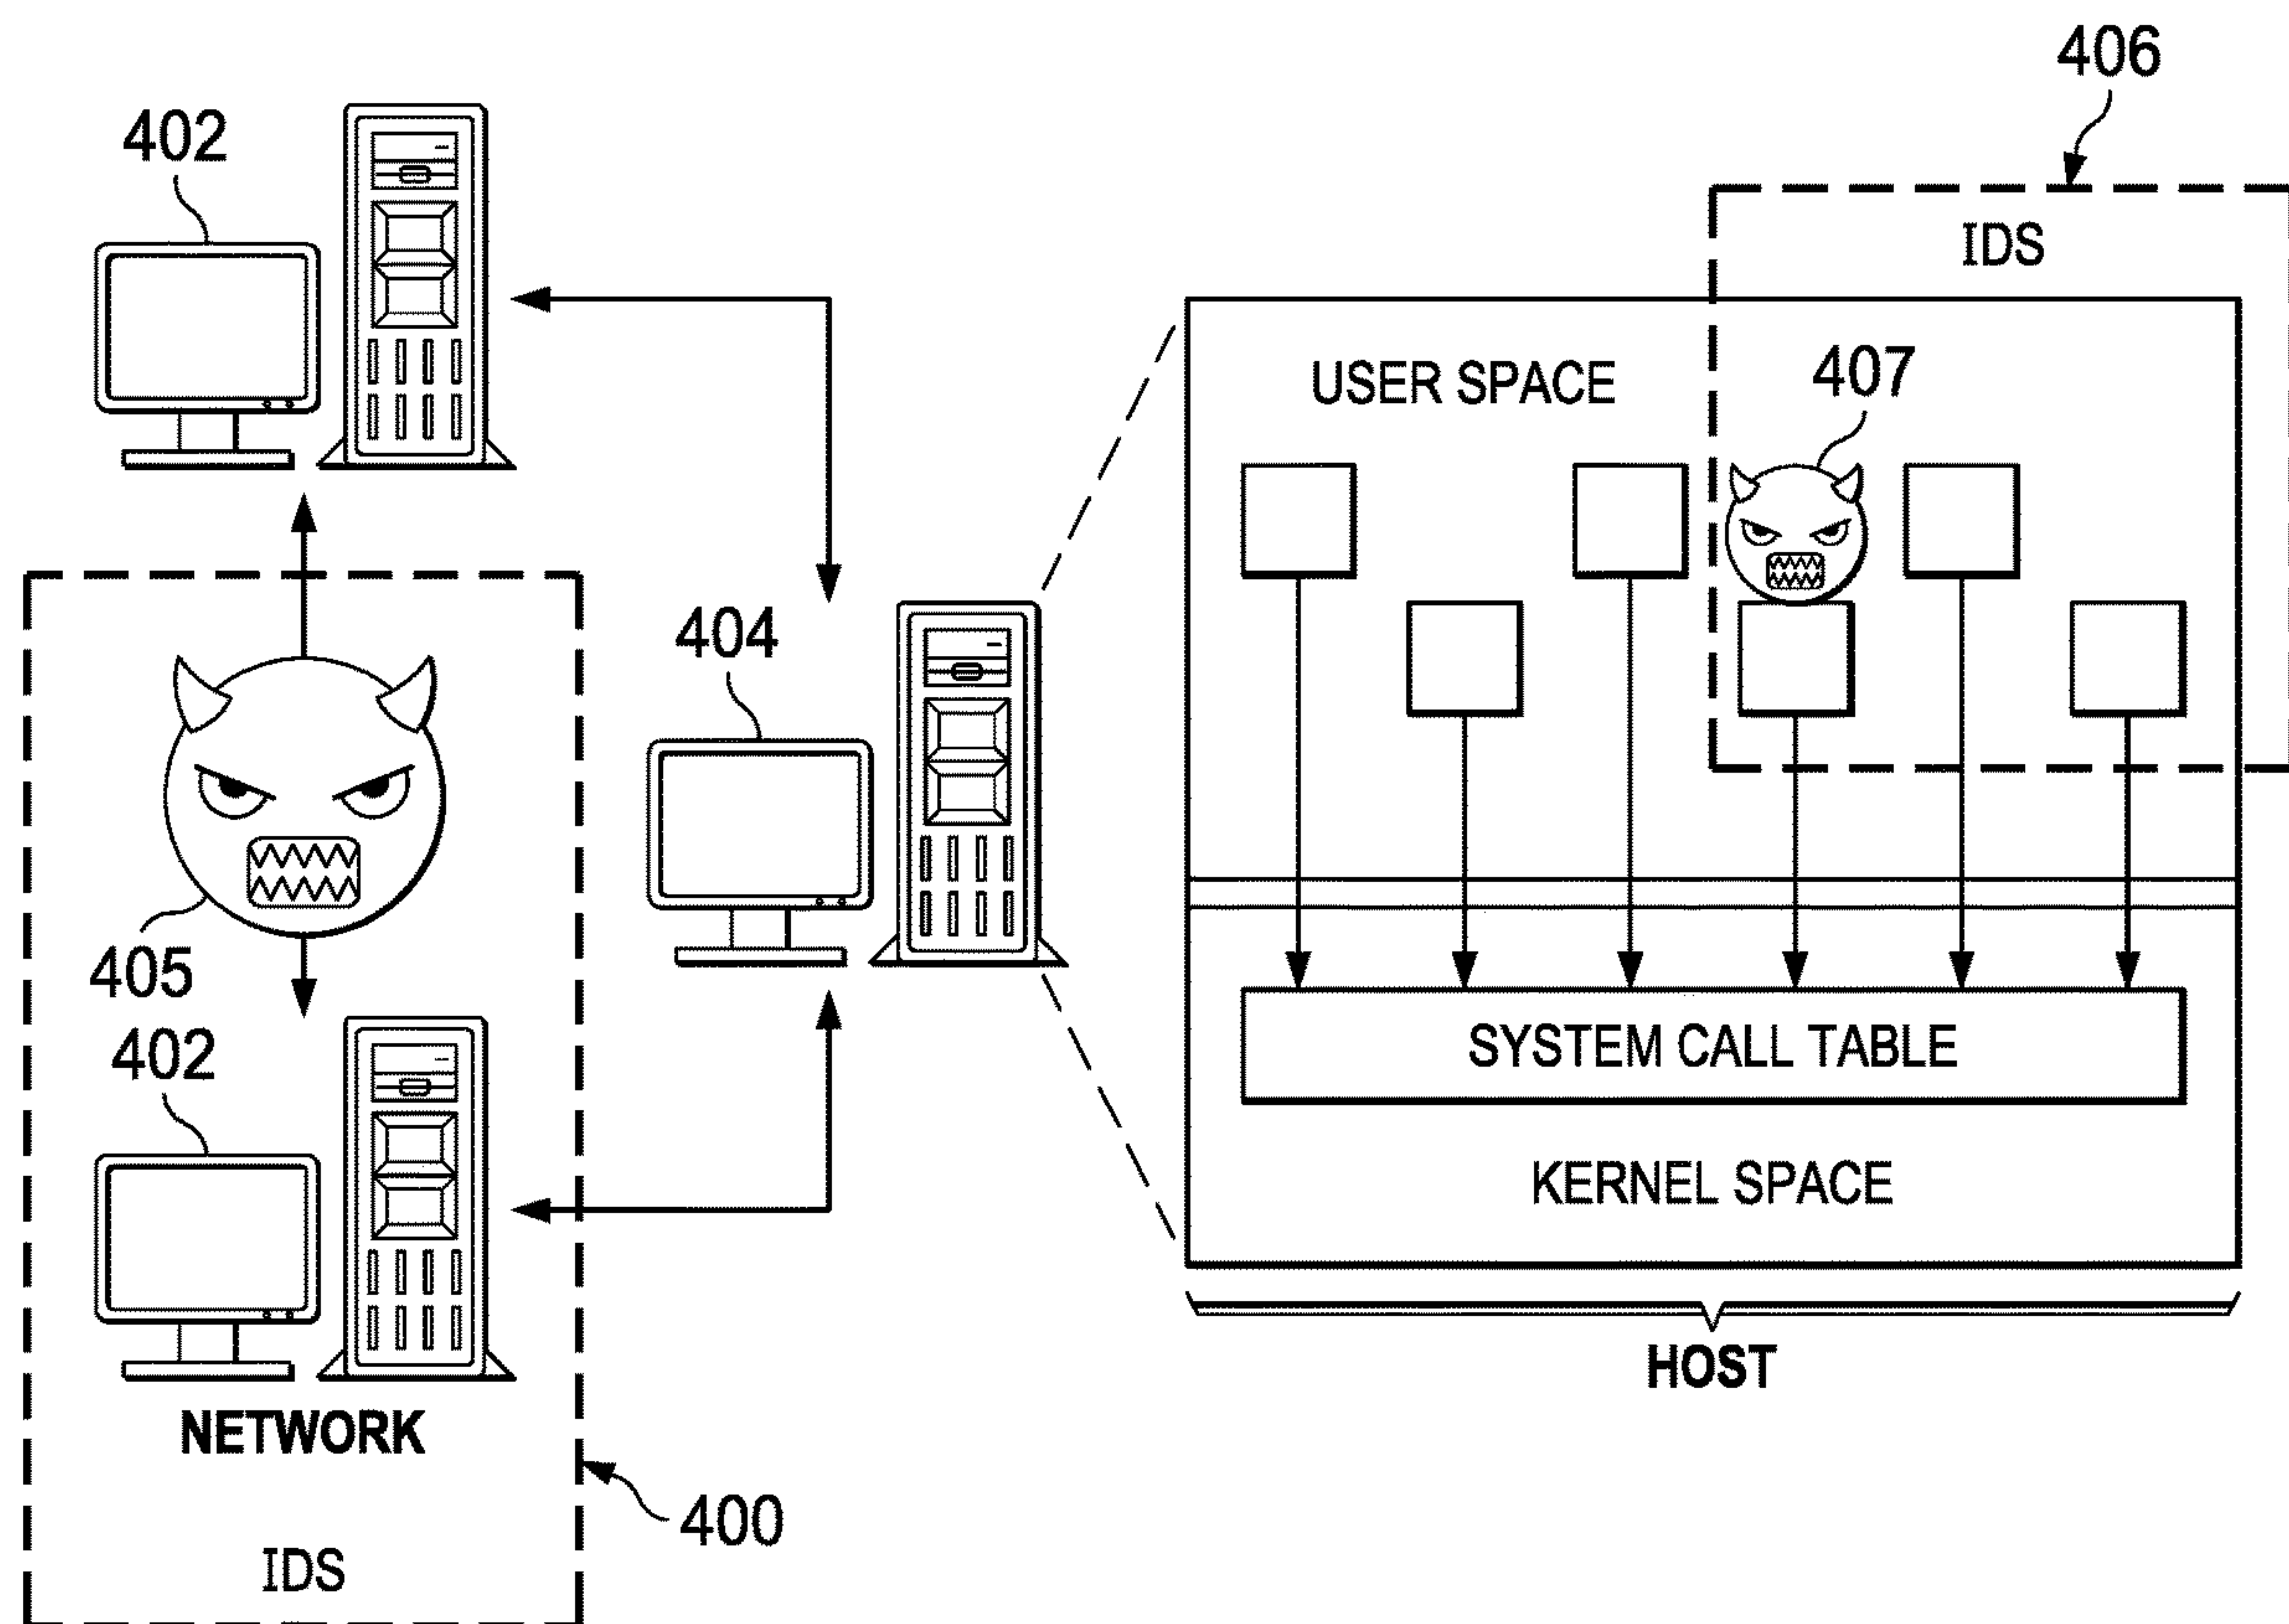 406
402
IDS
USER SPACE
407
404
405
402
SYSTEM CALL TABLE
KERNEL SPACE
HOST
NETWORK
400
IDS